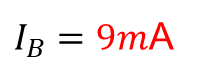 I_B = 9mA